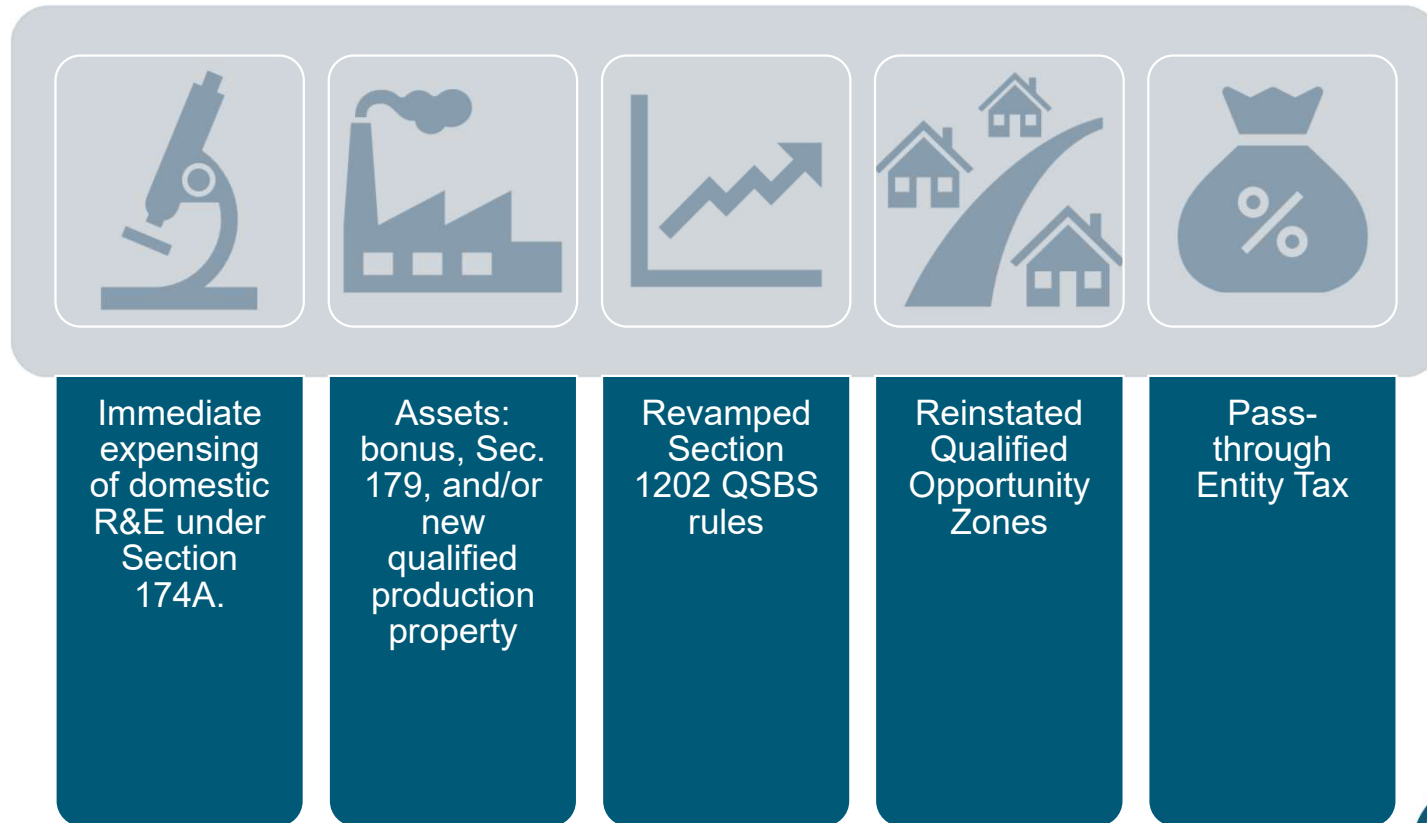 %
Immediate
expensing
of domestic
R&E under
Section
174A.
Assets:
bonus, Sec.
179, and/or
new
qualified
production
property
Revamped
Section
1202 QSBS
rules
Reinstated
Qualified
Opportunity
Zones
Pass-
through
Entity Tax